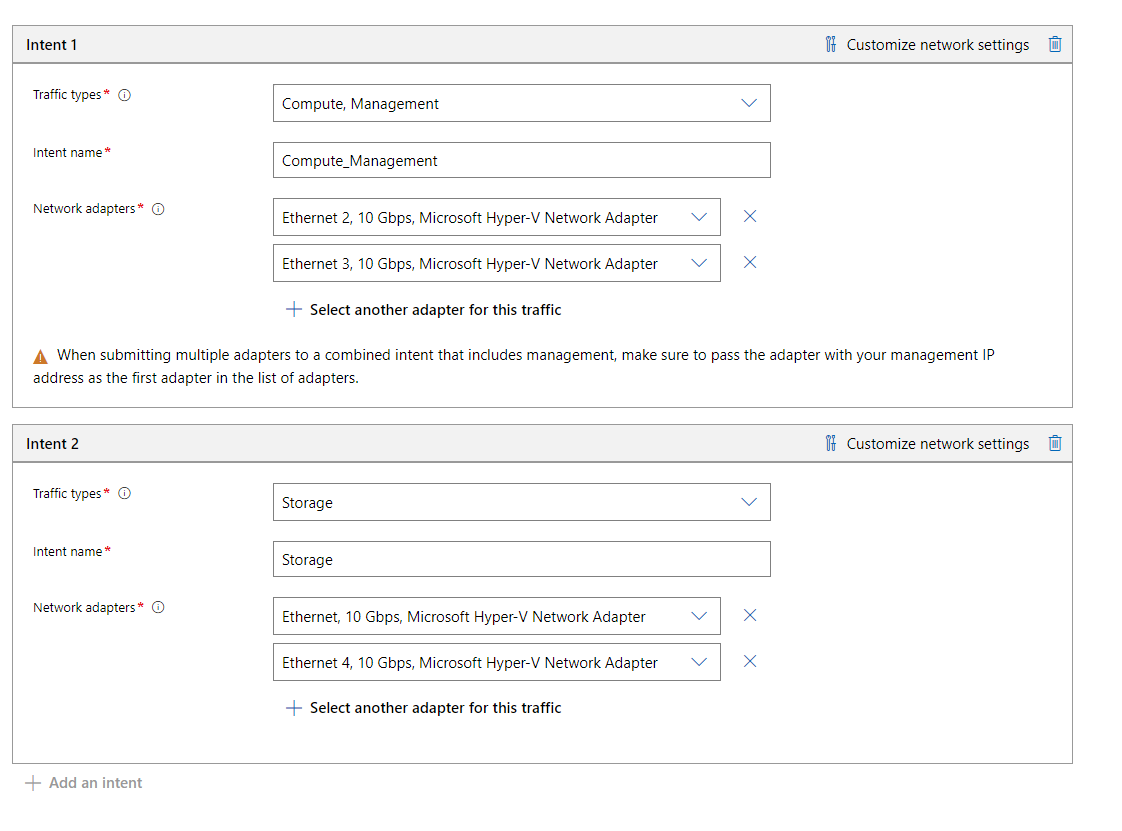 Intent 1
Customize network settings
Traffic types*
Compute, Management
Intent name*
Compute_Management
Network adapters*
Ethernet 2, 10 Gbps, Microsoft Hyper-V Network Adapter
Ethernet 3, 10 Gbps, Microsoft Hyper-V Network Adapter
Select another adapter for this traffic
When submitting multiple adapters to a combined intent that includes management, make sure to pass the adapter with your management IP
address as the first adapter in the list of adapters.
Intent 2
Customize network settings
Traffic types*
Storage
Intent name*
Storage
Network adapters*
Ethernet, 10 Gbps, Microsoft Hyper-V Network Adapter
Ethernet 4, 10 Gbps, Microsoft Hyper-V Network Adapter
Select another adapter for this traffic
Add an intent